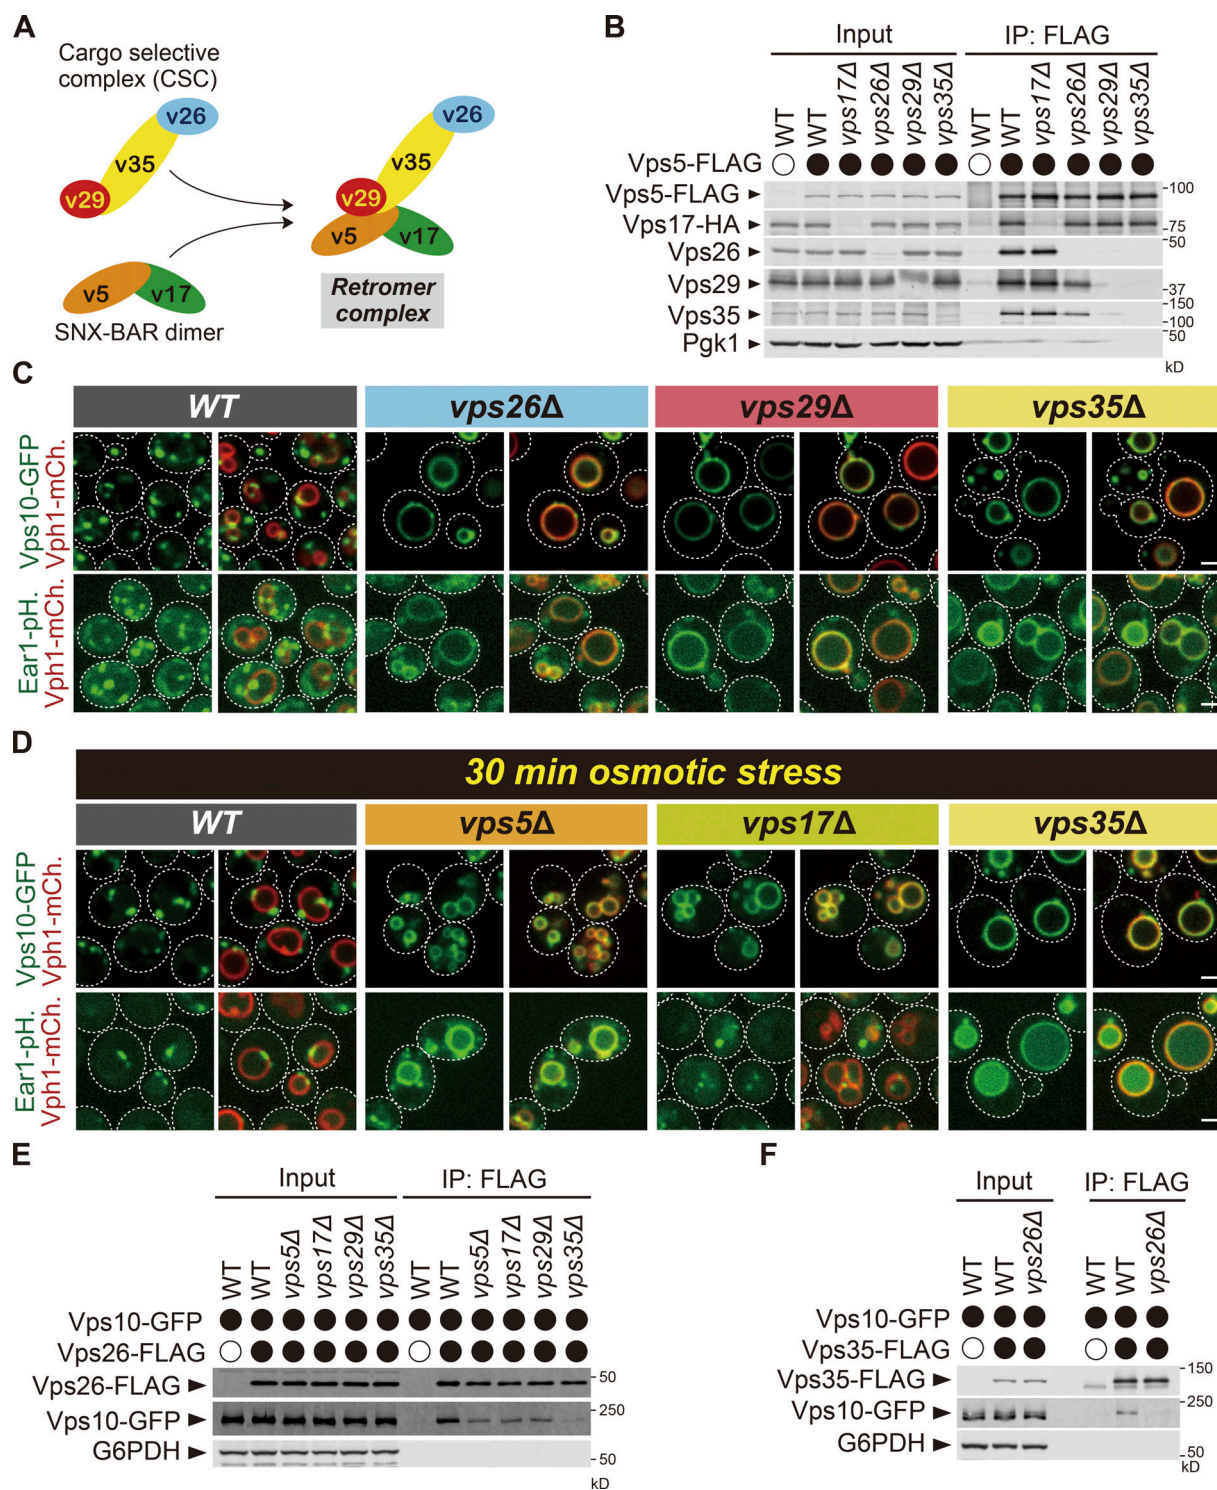 A
Cargo selective
complex (CSC)
v26
v35
v29
v5
v17
SNX-BAR dimer
v26
v35
v29
v5
v17
Retromer
complex
B
Input
IP: FLAG
WT
WT
vps17Δ
vps26Δ
vps29Δ
vps35Δ
WT
WT
vps17Δ
vps26Δ
vps29Δ
vps35Δ
Vps5-FLAG
Vps5-FLAG
100
Vps17-HA
75
Vps26
50
Vps29
37
Vps35
150
100
Pgk1
50
kD
C
WT
vps26Δ
vps29Δ
vps35Δ
Vps10-GFP
Vph1-mCh.
Ear1-pH.
Vph1-mCh.
D
30 min osmotic stress
WT
vps5Δ
vps17Δ
vps35Δ
Vps10-GFP
Vph1-mCh.
Ear1-pH.
Vph1-mCh.
E
Input
IP: FLAG
WT
WT
vps5Δ
vps17Δ
vps29Δ
vps35Δ
WT
WT
vps5Δ
vps17Δ
vps29Δ
vps35Δ
Vps10-GFP
Vps26-FLAG
Vps26-FLAG
50
Vps10-GFP
250
G6PDH
50
kD
F
Input
IP: FLAG
WT
WT
vps26Δ
WT
WT
vps26Δ
Vps10-GFP
Vps35-FLAG
Vps35-FLAG
150
Vps10-GFP
250
G6PDH
50
kD